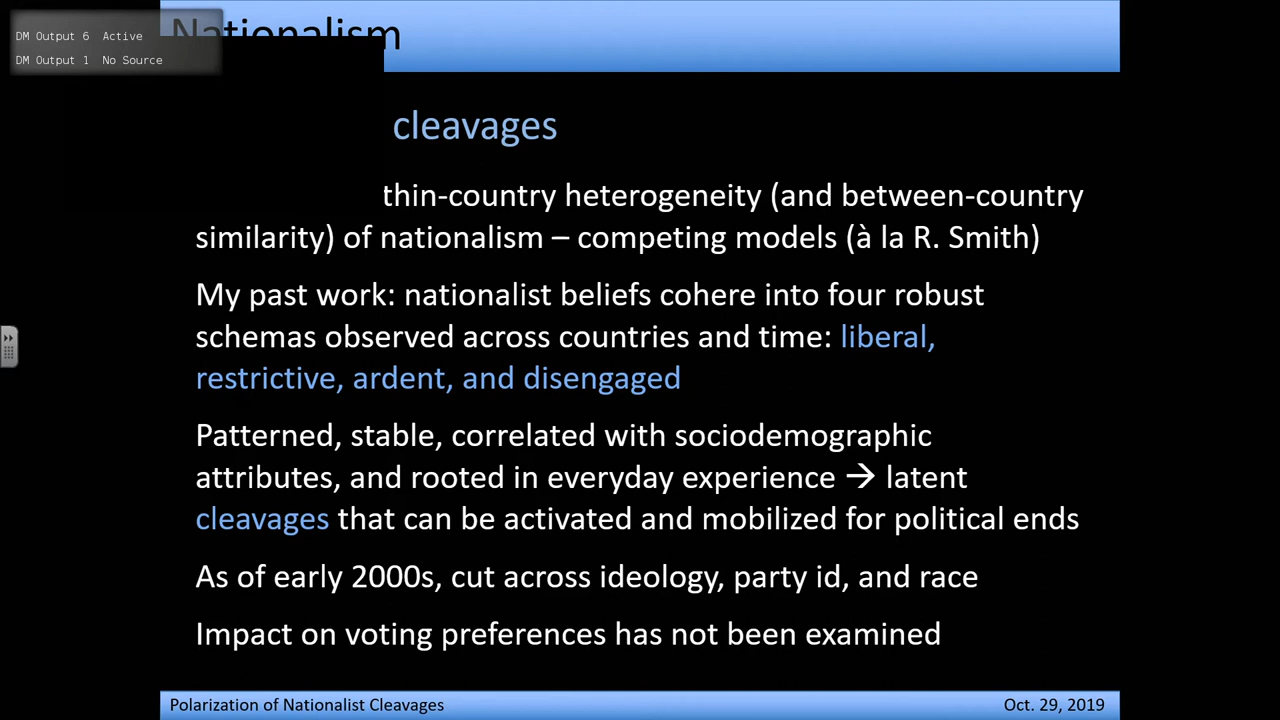 Nationalism
DM Output 6 Active
DM Output 1 No Source
cleavages
thin-country heterogeneity (and between-country
similarity) of nationalism – competing models (à la R. Smith)
My past work: nationalist beliefs cohere into four robust
schemas observed across countries and time: liberal,
restrictive, ardent, and disengaged
Patterned, stable, correlated with sociodemographic
attributes, and rooted in everyday experience → latent
cleavages that can be activated and mobilized for political ends
As of early 2000s, cut across ideology, party id, and race
Impact on voting preferences has not been examined
Polarization of Nationalist Cleavages
Oct. 29, 2019